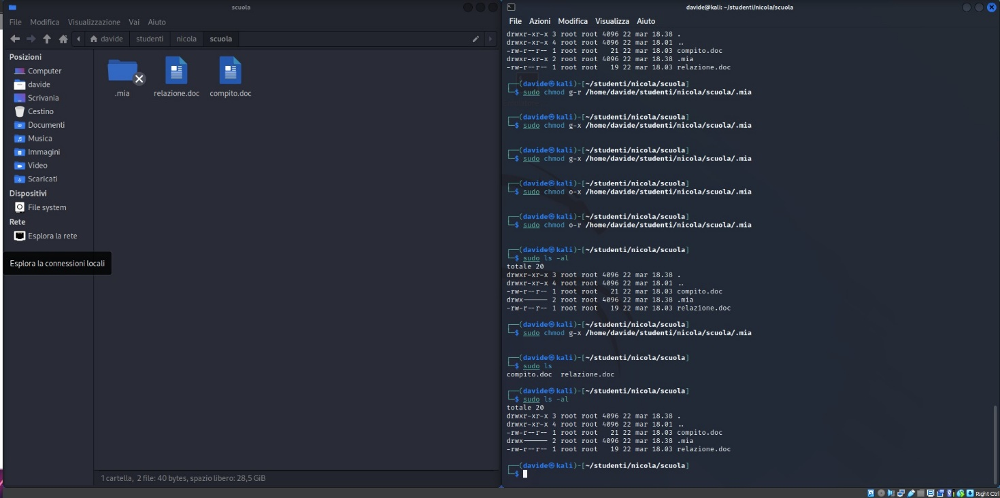 scuola
File Modifica Visualizzazione Vai Aiuto
davide studenti nicola scuola
Posizioni
Computer
davide
Scrivania
Cestino
Documenti
Musica
Immagini
Video
Scaricati
Dispositivi
File system
Rete
Esplora la rete
Esplora la connessioni locali
.mia relazione.doc compito.doc
1 cartella, 2 file: 40 bytes, spazio libero: 28,5 GiB
davide@kali: ~/studenti/nicola/scuola
File Azioni Modifica Visualizza Aiuto
drwxr-xr-x 3 root root 4096 22 mar 18.38 .
drwxr-xr-x 4 root root 4096 22 mar 18.01 ..
-rw-r--r-- 1 root root 21 22 mar 18.03 compito.doc
drwxr-xr-x 2 root root 4096 22 mar 18.38 .mia
-rw-r--r-- 1 root root 19 22 mar 18.03 relazione.doc
┌──(davide㉿kali)-[~/studenti/nicola/scuola]
└─$ sudo chmod g-r /home/davide/studenti/nicola/scuola/.mia
┌──(davide㉿kali)-[~/studenti/nicola/scuola]
└─$ sudo chmod g-x /home/davide/studenti/nicola/scuola/.mia
┌──(davide㉿kali)-[~/studenti/nicola/scuola]
└─$ sudo chmod g-x /home/davide/studenti/nicola/scuola/.mia
┌──(davide㉿kali)-[~/studenti/nicola/scuola]
└─$ sudo chmod o-x /home/davide/studenti/nicola/scuola/.mia
┌──(davide㉿kali)-[~/studenti/nicola/scuola]
└─$ sudo chmod o-r /home/davide/studenti/nicola/scuola/.mia
┌──(davide㉿kali)-[~/studenti/nicola/scuola]
└─$ sudo ls -al
totale 20
drwxr-xr-x 3 root root 4096 22 mar 18.38 .
drwxr-xr-x 4 root root 4096 22 mar 18.01 ..
-rw-r--r-- 1 root root 21 22 mar 18.03 compito.doc
drwx------ 2 root root 4096 22 mar 18.38 .mia
-rw-r--r-- 1 root root 19 22 mar 18.03 relazione.doc
┌──(davide㉿kali)-[~/studenti/nicola/scuola]
└─$ sudo chmod g-x /home/davide/studenti/nicola/scuola/.mia
┌──(davide㉿kali)-[~/studenti/nicola/scuola]
└─$ sudo ls
compito.doc relazione.doc
┌──(davide㉿kali)-[~/studenti/nicola/scuola]
└─$ sudo ls -al
totale 20
drwxr-xr-x 3 root root 4096 22 mar 18.38 .
drwxr-xr-x 4 root root 4096 22 mar 18.01 ..
-rw-r--r-- 1 root root 21 22 mar 18.03 compito.doc
drwx------ 2 root root 4096 22 mar 18.38 .mia
-rw-r--r-- 1 root root 19 22 mar 18.03 relazione.doc
┌──(davide㉿kali)-[~/studenti/nicola/scuola]
└─$
Right Ctrl